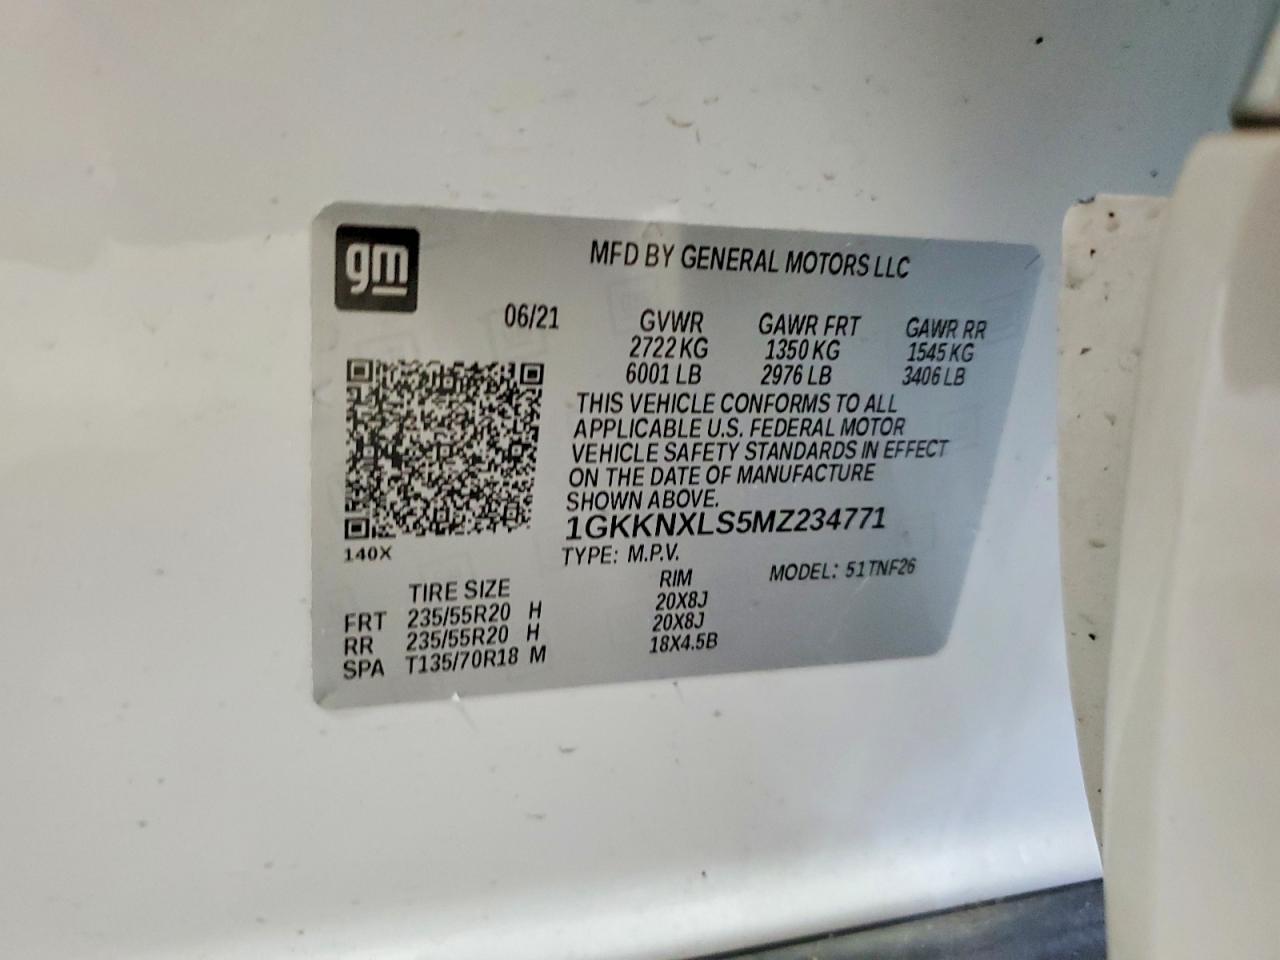 gm
MFD BY GENERAL MOTORS LLC
06/21 GVWR GAWR FRT GAWR RR
2722 KG 1350 KG 1545 KG
6001 LB 2976 LB 3406 LB
THIS VEHICLE CONFORMS TO ALL
APPLICABLE U.S. FEDERAL MOTOR
VEHICLE SAFETY STANDARDS IN EFFECT
ON THE DATE OF MANUFACTURE
SHOWN ABOVE.
1GKKNXLS5MZ234771
140X
TYPE: M.P.V. MODEL: 51TNF26
TIRE SIZE RIM
FRT 235/55R20 H 20X8J
RR 235/55R20 H 20X8J
SPA T135/70R18 M 18X4.5B